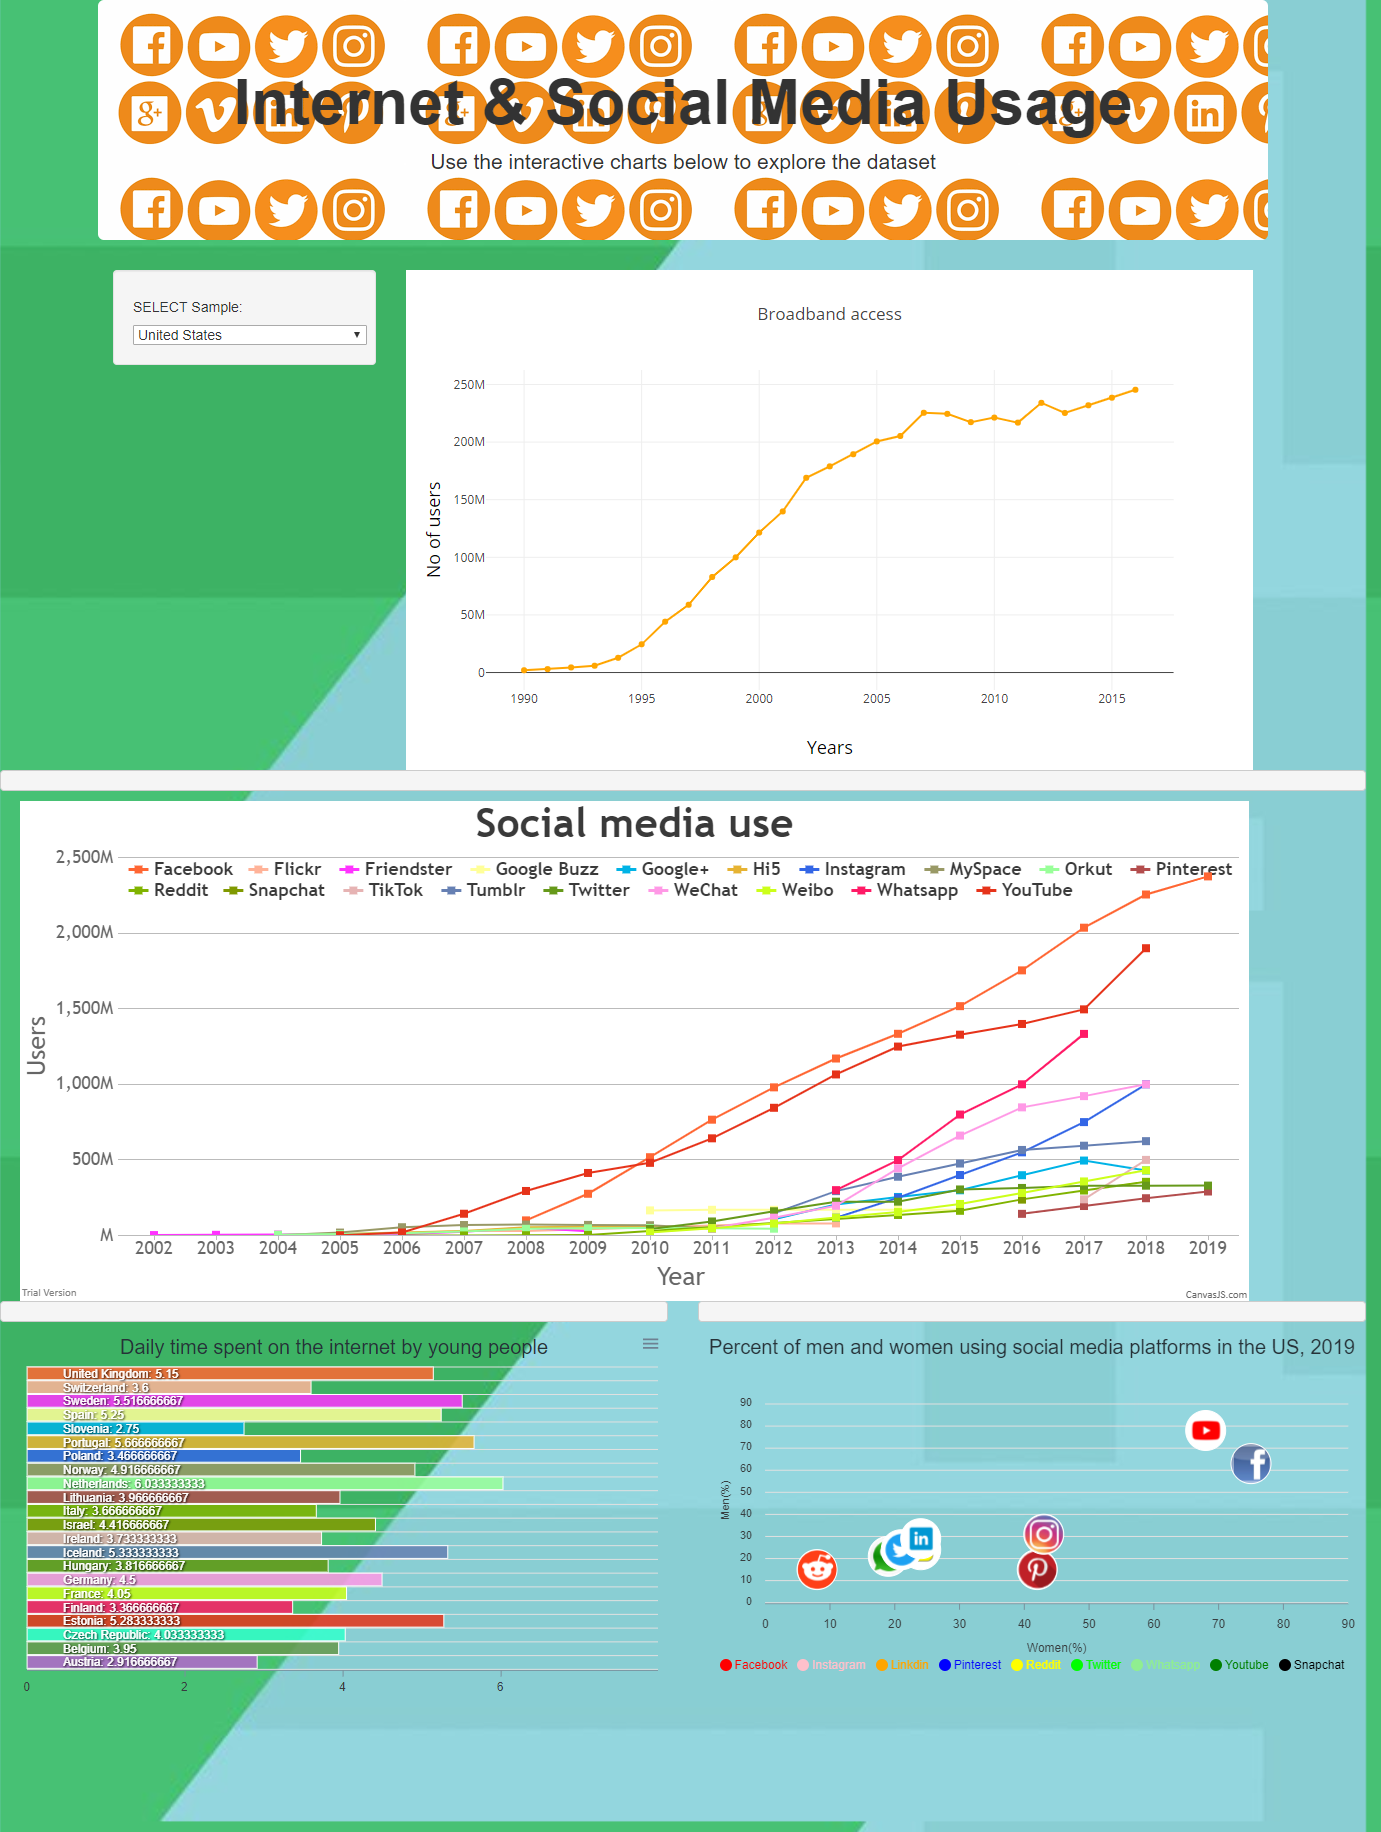 Internet & Social Media Usage
Use the interactive charts below to explore the dataset
SELECT Sample:
United States
Broadband access
250M
200M
150M
100M
50M
0
No of users
1990 1995 2000 2005 2010 2015
Years
Social media use
Facebook Flickr Friendster Google Buzz Google+ Hi5 Instagram MySpace Orkut Pinterest
Reddit Snapchat TikTok Tumblr Twitter WeChat Weibo Whatsapp YouTube
2,500M
2,000M
1,500M
1,000M
500M
M
Users
2002 2003 2004 2005 2006 2007 2008 2009 2010 2011 2012 2013 2014 2015 2016 2017 2018 2019
Year
Trial Version
CanvasJS.com
Daily time spent on the internet by young people
United Kingdom: 5.15
Switzerland: 3.6
Sweden: 5.516666667
Spain: 5.25
Slovenia: 2.75
Portugal: 5.666666667
Poland: 3.466666667
Norway: 4.916666667
Netherlands: 6.033333333
Lithuania: 3.966666667
Italy: 3.666666667
Israel: 4.416666667
Ireland: 3.733333333
Iceland: 5.333333333
Hungary: 3.816666667
Germany: 4.5
France: 4.05
Finland: 3.366666667
Estonia: 5.283333333
Czech Republic: 4.033333333
Belgium: 3.95
Austria: 2.916666667
0 2 4 6
Percent of men and women using social media platforms in the US, 2019
90
80
70
60
50
40
30
20
10
0
Men(%)
0 10 20 30 40 50 60 70 80 90
Women(%)
Facebook Instagram Linkdin Pinterest Reddit Twitter Whatsapp Youtube Snapchat